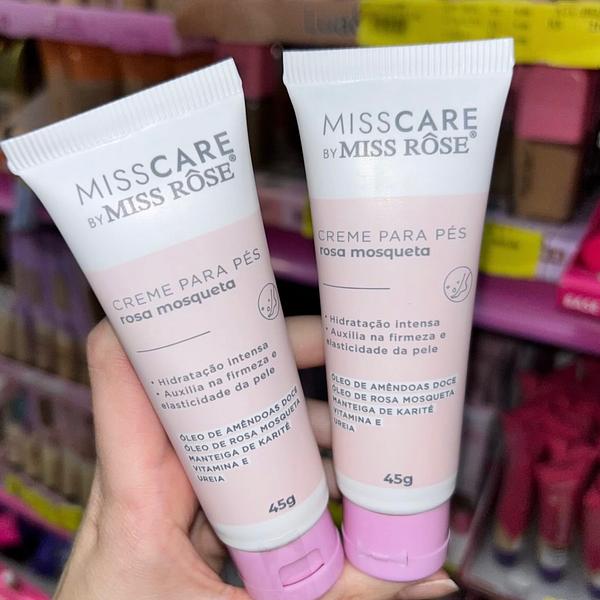 MISSCARE
BY MISS RÔSE®
CREME PARA PÉS
rosa mosqueta
• Hidratação intensa
• Auxilia na firmeza e
elasticidade da pele
ÓLEO DE AMÊNDOAS DOCE
ÓLEO DE ROSA MOSQUETA
MANTEIGA DE KARITÉ
VITAMINA E
UREIA
45g
MISSCARE
BY MISS RÔSE®
CREME PARA PÉS
rosa mosqueta
• Hidratação intensa
• Auxilia na firmeza e
elasticidade da pele
ÓLEO DE AMÊNDOAS DOCE
ÓLEO DE ROSA MOSQUETA
MANTEIGA DE KARITÉ
VITAMINA E
UREIA
45g